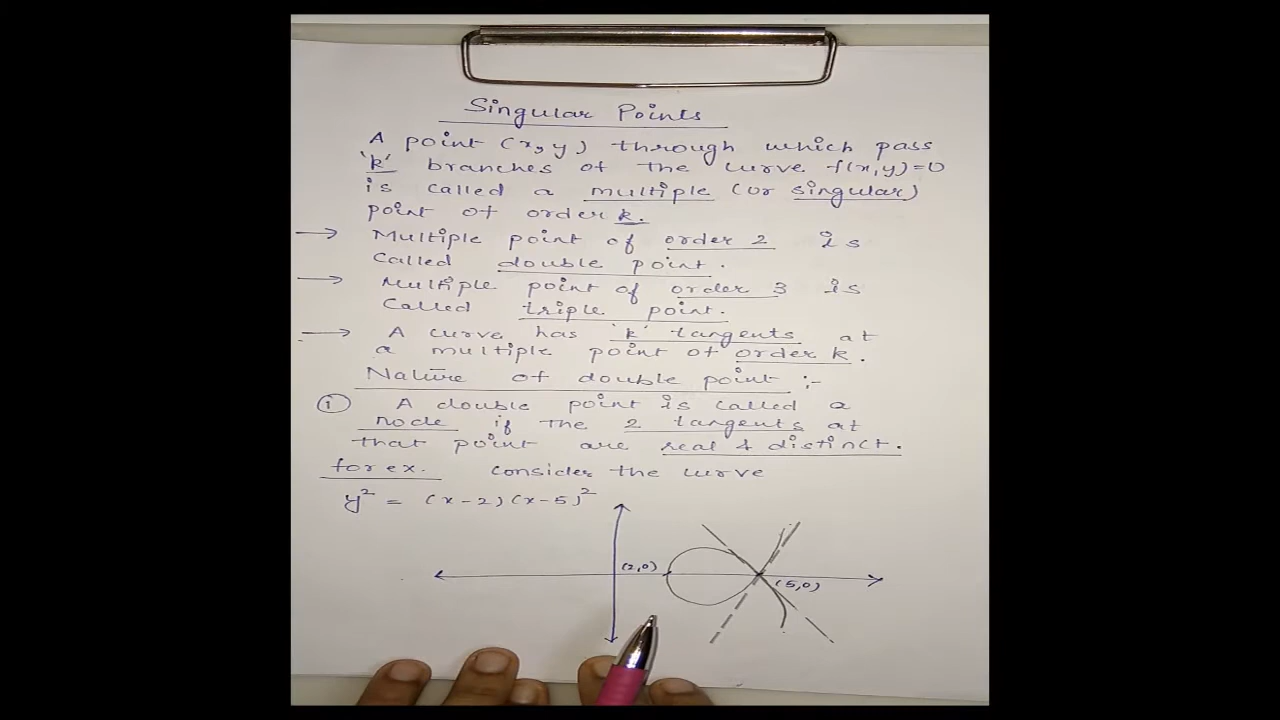 Singular Points
A point (x, y) through which pass
'k' branches of the curve f(x,y)=0
is called a multiple (or singular)
point of order k.
→ Multiple point of order 2 is
called double point.
→ Multiple point of order 3 is
called triple point.
→ A curve has 'k' tangents at
a multiple point of order k.
Nature of double point :-
(i) A double point is called a
node if the 2 tangents at
that point are real & distinct.
for ex. consider the curve
y² = (x-2)(x-5)²
(2,0)
(5,0)